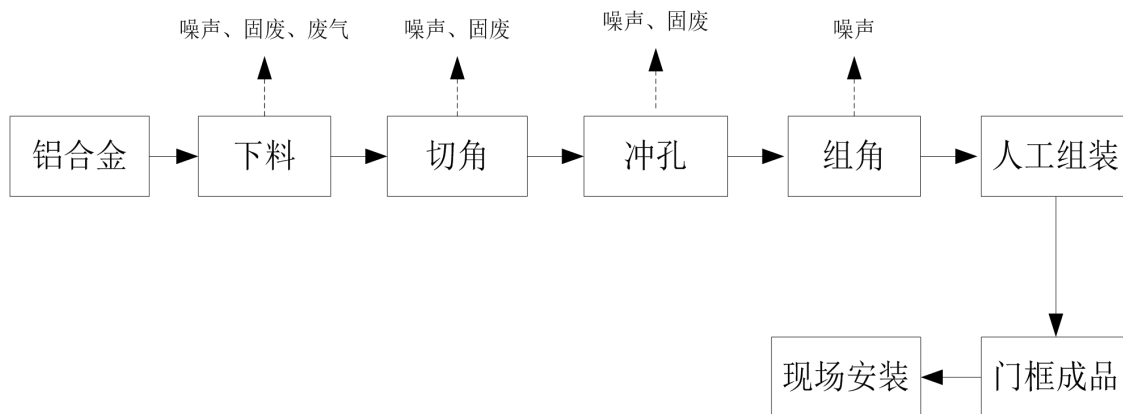 噪声、固废、废气
噪声、固废
噪声、固废
噪声
铝合金
下料
切角
冲孔
组角
人工组装
现场安装
门框成品